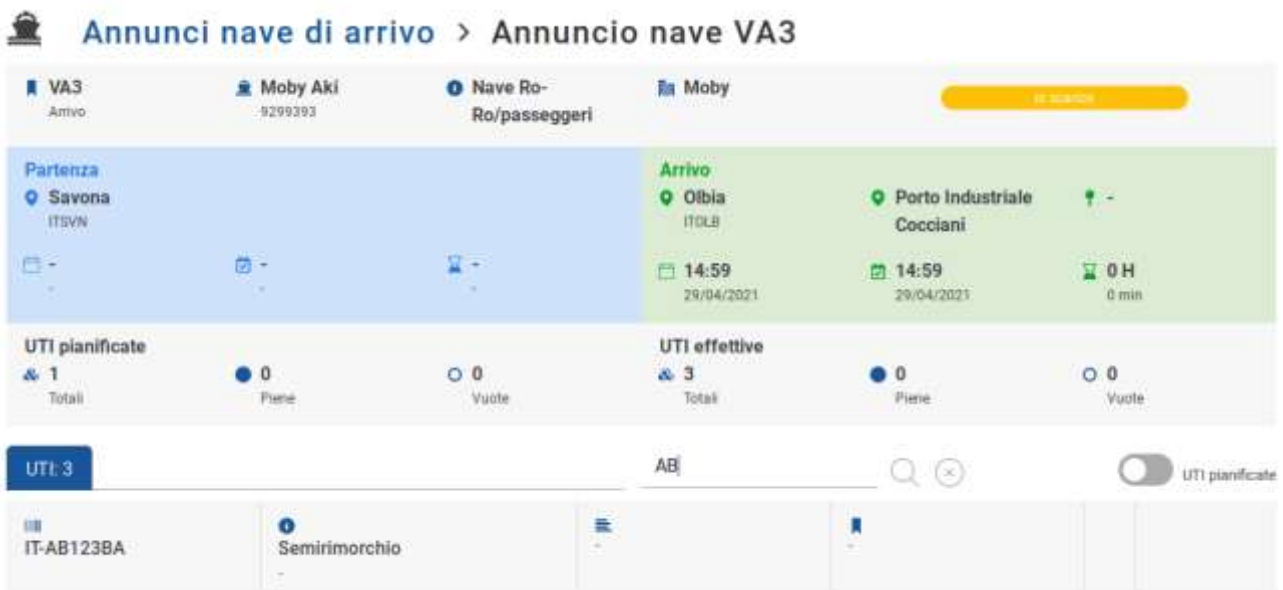 Annunci nave di arrivo > Annuncio nave VA3
VA3
Arrivo
Moby Aki
9299393
Nave Ro-
Ro/passeggeri
Moby
Partenza
Savona
ITSVN
-
-
-
-
-
-
Arrivo
Olbia
ITOLB
Porto Industriale
Cocciani
-
14:59
29/04/2021
14:59
29/04/2021
0 H
0 min
UTI pianificate
1
Totali
0
Piene
0
Vuote
UTI effettive
3
Totali
0
Piene
0
Vuote
UTI: 3
AB
UTI pianificate
IT-AB123BA
Semirimorchio
-
-
-